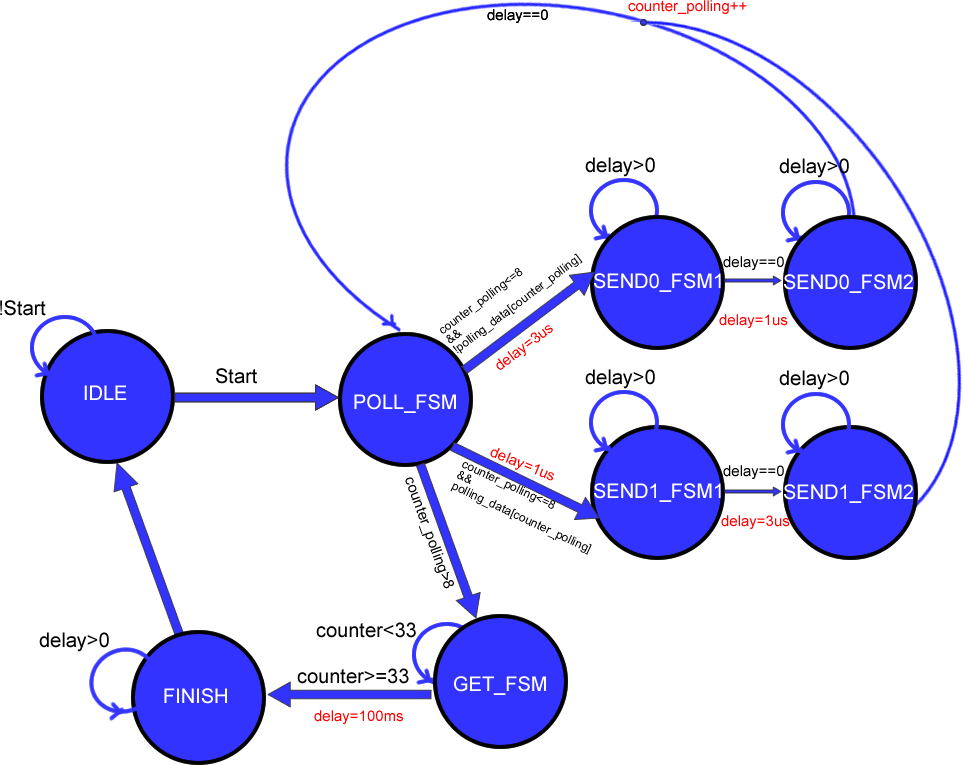 delay==0
counter_polling++
delay>0
delay>0
counter_polling<=8
&&
!polling_data[counter_polling]
delay=3us
SEND0_FSM1
delay==0
delay=1us
SEND0_FSM2
!Start
IDLE
Start
POLL_FSM
delay>0
delay>0
delay=1us
counter_polling<=8
&&
polling_data[counter_polling]
SEND1_FSM1
delay==0
delay=3us
SEND1_FSM2
counter_polling>8
delay>0
FINISH
counter<33
counter>=33
delay=100ms
GET_FSM